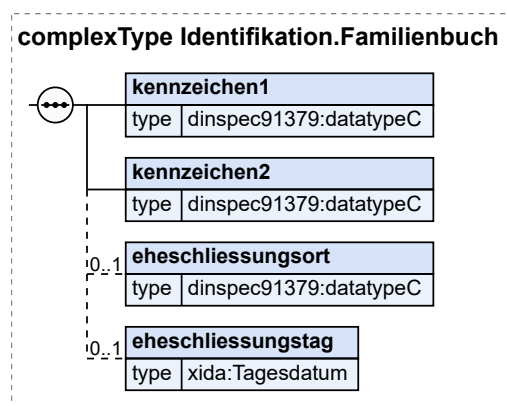 complexType Identifikation.Familienbuch
kennzeichen1
type dinspec91379:datatypeC
kennzeichen2
type dinspec91379:datatypeC
0..1 eheschliessungsort
type dinspec91379:datatypeC
0..1 eheschliessungstag
type xida:Tagesdatum